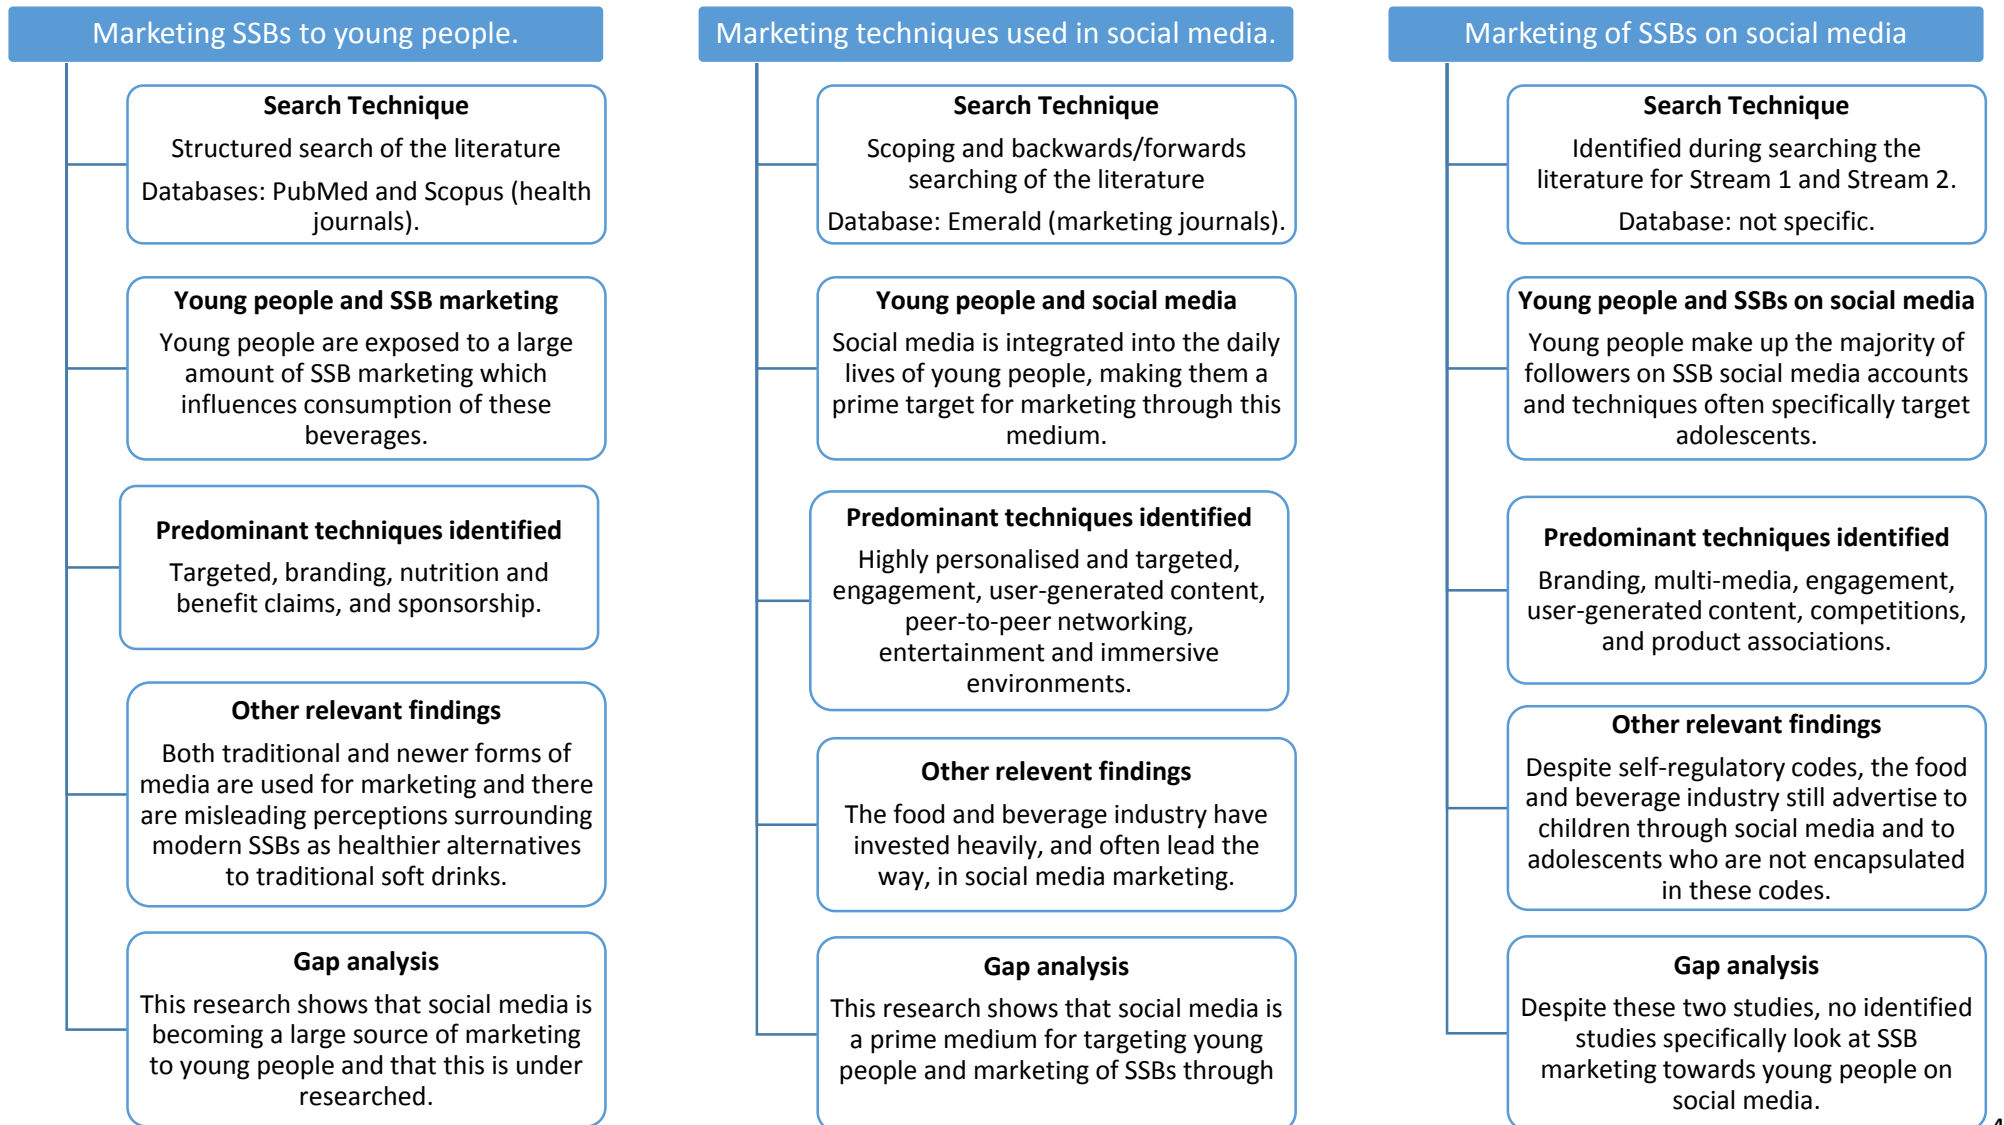 Marketing SSBs to young people.
Search Technique
Structured search of the literature
Databases: PubMed and Scopus (health
journals).
Young people and SSB marketing
Young people are exposed to a large
amount of SSB marketing which
influences consumption of these
beverages.
Predominant techniques identified
Targeted, branding, nutrition and
benefit claims, and sponsorship.
Other relevant findings
Both traditional and newer forms of
media are used for marketing and there
are misleading perceptions surrounding
modern SSBs as healthier alternatives
to traditional soft drinks.
Gap analysis
This research shows that social media is
becoming a large source of marketing
to young people and that this is under
researched.
Marketing techniques used in social media.
Search Technique
Scoping and backwards/forwards
searching of the literature
Database: Emerald (marketing journals).
Young people and social media
Social media is integrated into the daily
lives of young people, making them a
prime target for marketing through this
medium.
Predominant techniques identified
Highly personalised and targeted,
engagement, user-generated content,
peer-to-peer networking,
entertainment and immersive
environments.
Other relevent findings
The food and beverage industry have
invested heavily, and often lead the
way, in social media marketing.
Gap analysis
This research shows that social media is
a prime medium for targeting young
people and marketing of SSBs through
Marketing of SSBs on social media
Search Technique
Identified during searching the
literature for Stream 1 and Stream 2.
Database: not specific.
Young people and SSBs on social media
Young people make up the majority of
followers on SSB social media accounts
and techniques often specifically target
adolescents.
Predominant techniques identified
Branding, multi-media, engagement,
user-generated content, competitions,
and product associations.
Other relevant findings
Despite self-regulatory codes, the food
and beverage industry still advertise to
children through social media and to
adolescents who are not encapsulated
in these codes.
Gap analysis
Despite these two studies, no identified
studies specifically look at SSB
marketing towards young people on
social media.